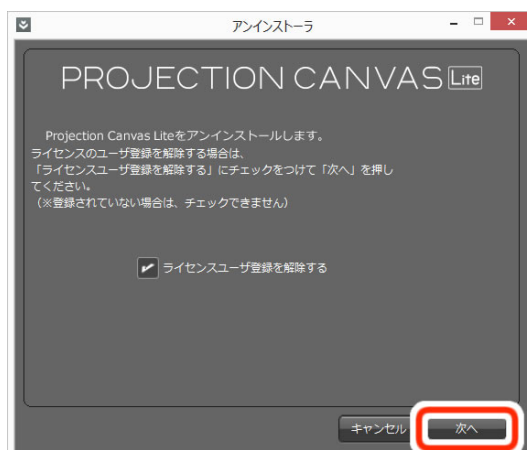 アンインストーラ
PROJECTION CANVAS Lite
Projection Canvas Liteをアンインストールします。
ライセンスのユーザ登録を解除する場合は、
「ライセンスユーザ登録を解除する」にチェックをつけて「次へ」を押し
てください。
（※登録されていない場合は、チェックできません）
ライセンスユーザ登録を解除する
キャンセル
次へ